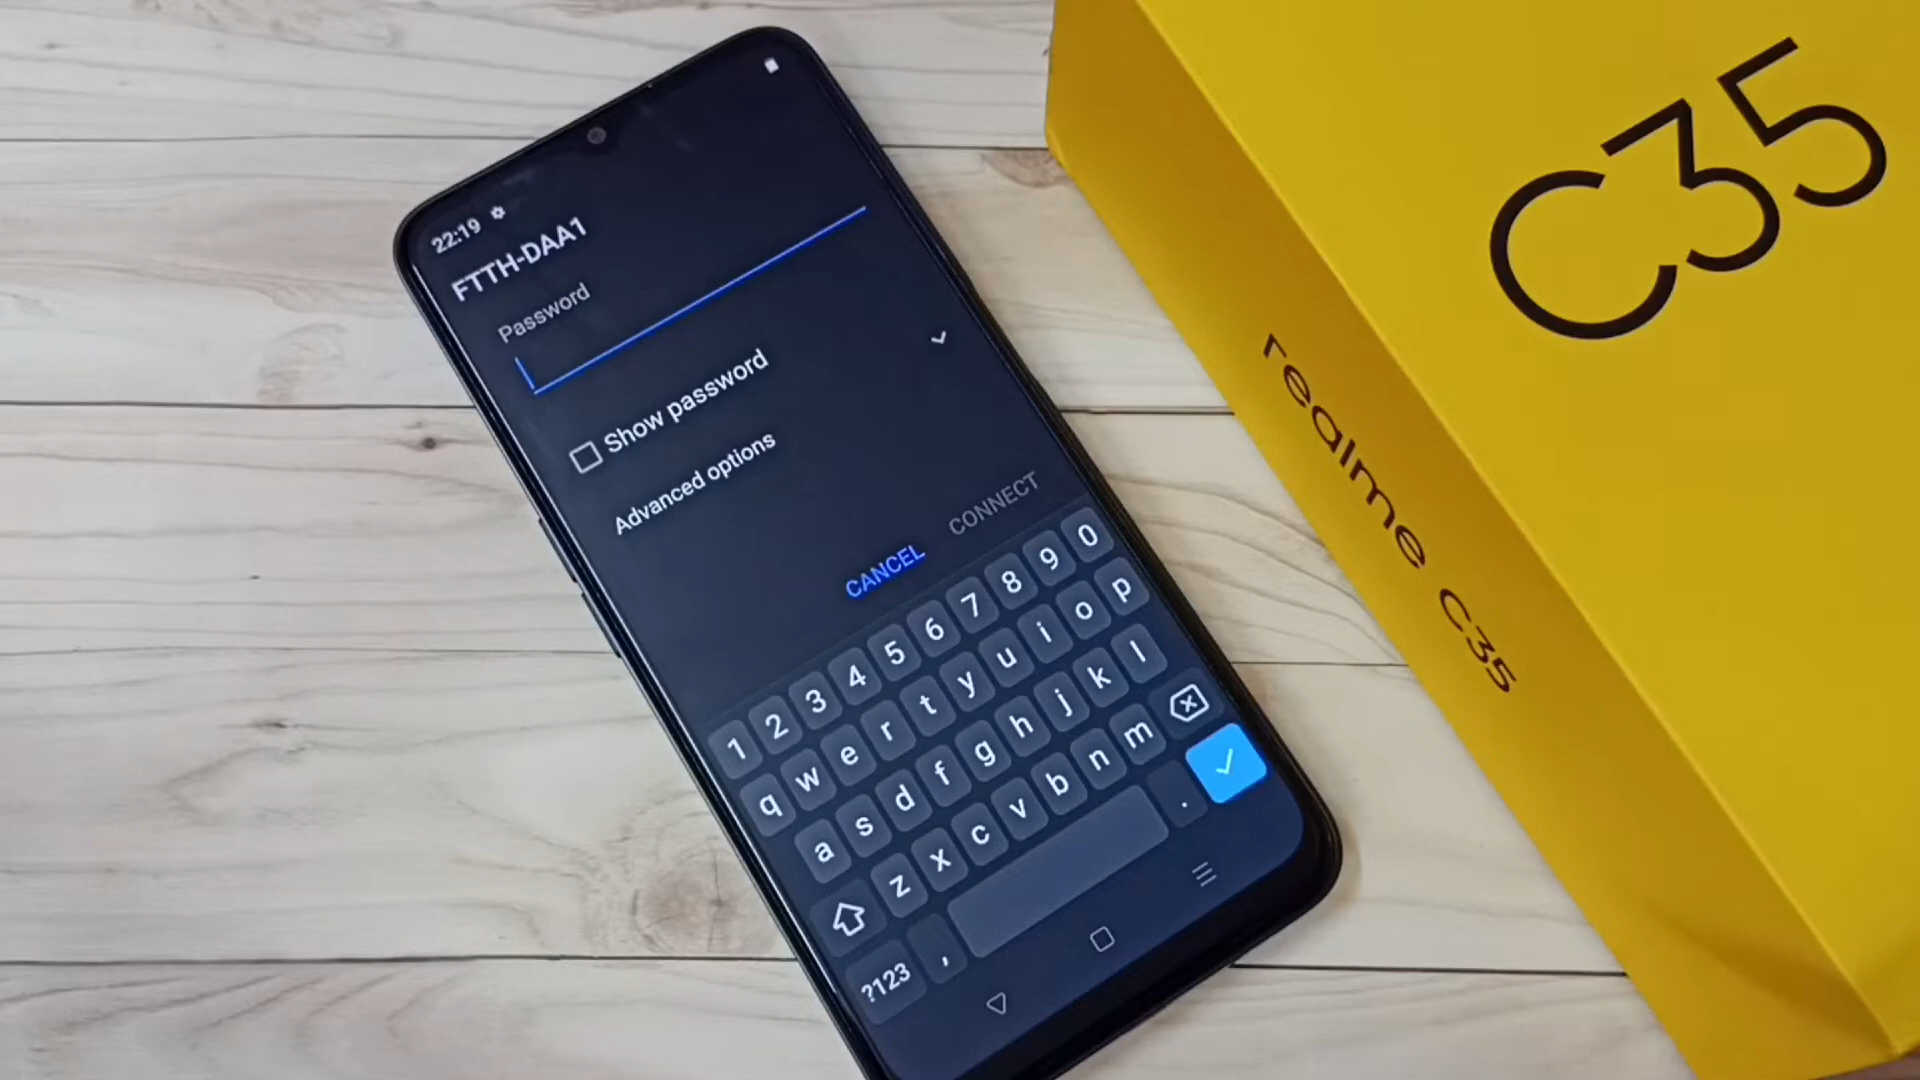 22:19
FTTH-DAA1
Password
Show password
Advanced options
CANCEL CONNECT
1 2 3 4 5 6 7 8 9 0
q w e r t y u i o p
a s d f g h j k l
z x c v b n m
?123 , .
C35
realme C35